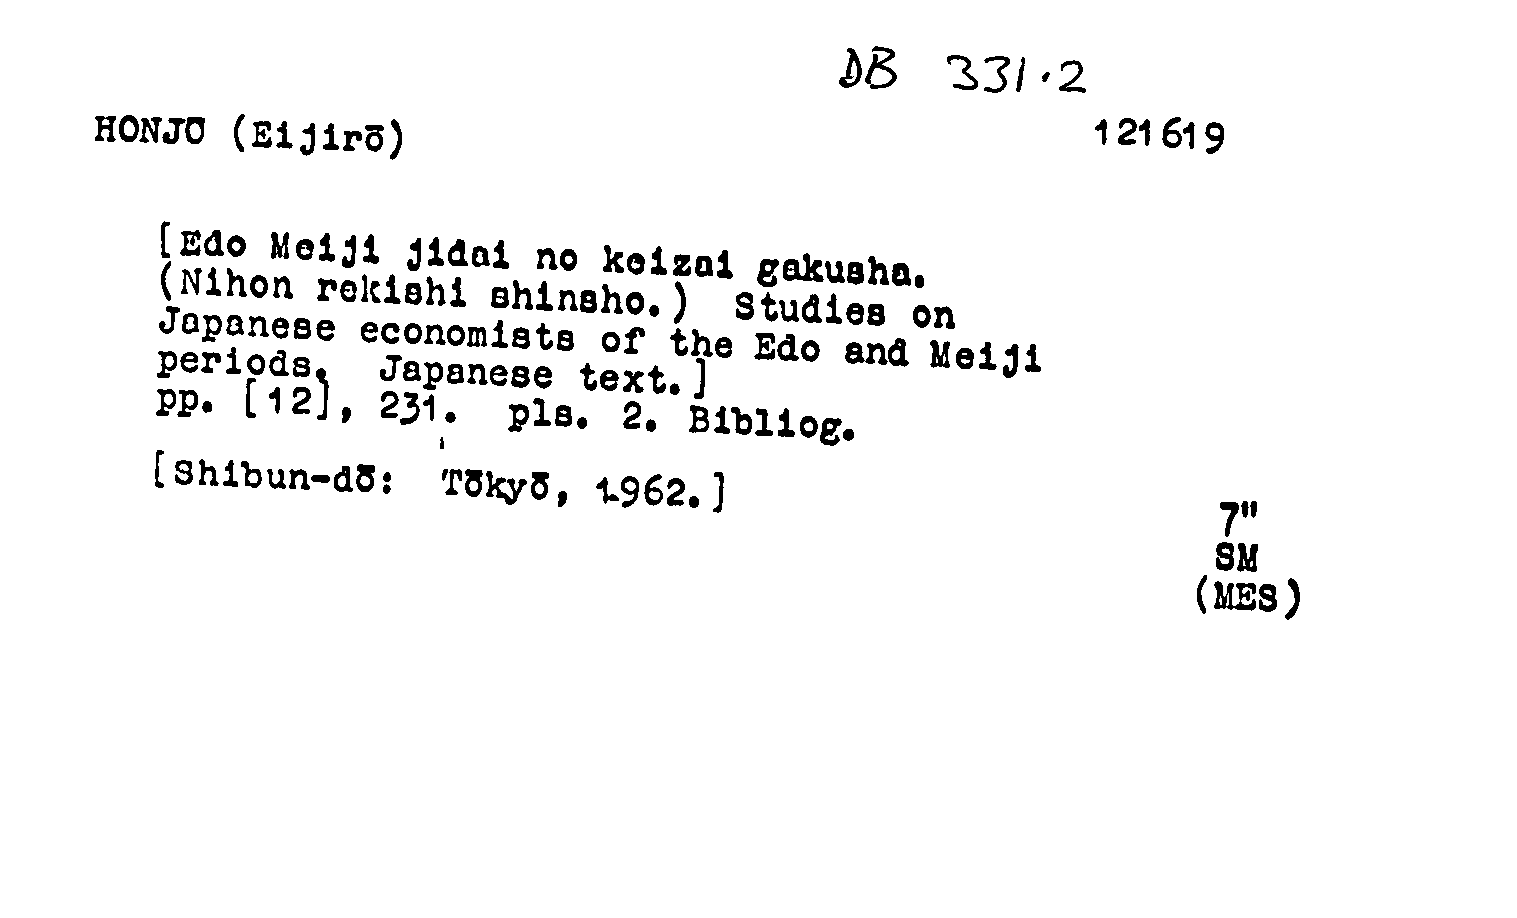 DB 331.2
HONJŌ (Eijirō)
121619
[Edo Meiji jidai no keizai gakusha.
(Nihon rekishi shinsho.) Studies on
Japanese economists of the Edo and Meiji
periods. Japanese text.]
pp. [12], 231. pls. 2. Bibliog.
[Shibun-dō: Tōkyō, 1962.]
7"
SM
(MES)